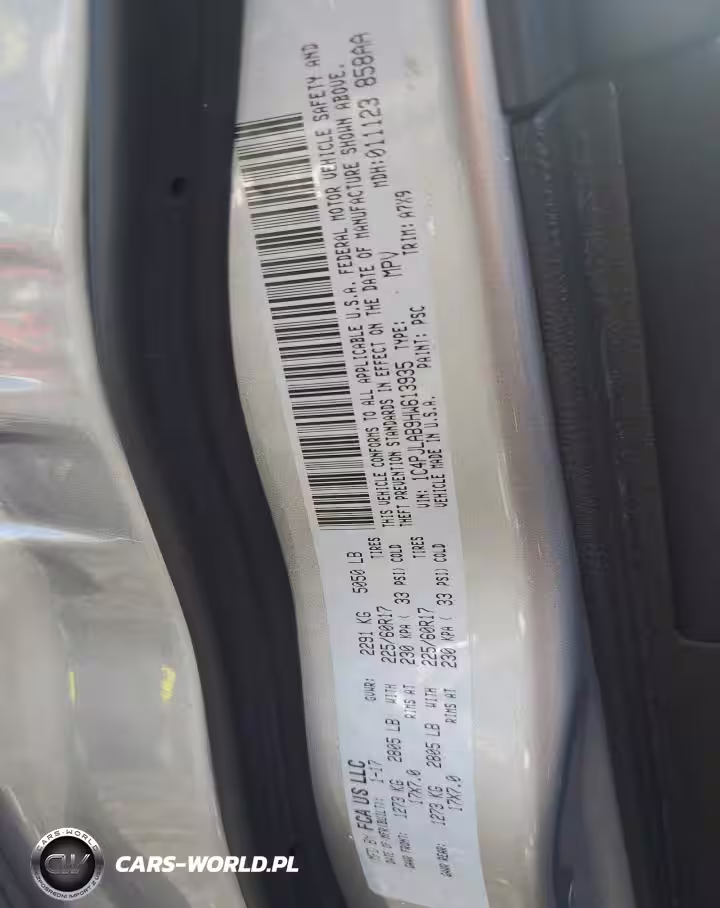 MFD BY FCA US LLC
DATE OF MFR(BUILT): 1-17 GVWR: 2291 KG 5050 LB
GAWR FRONT: 1273 KG 2805 LB WITH 225/60R17 TIRES
17X7.0 RIMS AT 230 KPA ( 33 PSI) COLD
GAWR REAR: 1273 KG 2805 LB WITH 225/60R17 TIRES
17X7.0 RIMS AT 230 KPA ( 33 PSI) COLD
THIS VEHICLE CONFORMS TO ALL APPLICABLE U.S.A. FEDERAL MOTOR VEHICLE SAFETY AND
THEFT PREVENTION STANDARDS IN EFFECT ON THE DATE OF MANUFACTURE SHOWN ABOVE.
VIN: 1C4PJLAB9HW613935 TYPE: MPV MDH:011123 858AA
VEHICLE MADE IN U.S.A. PAINT: PSC TRIM: A7X9
CARS-WORLD
CW
CARS-WORLD.PL